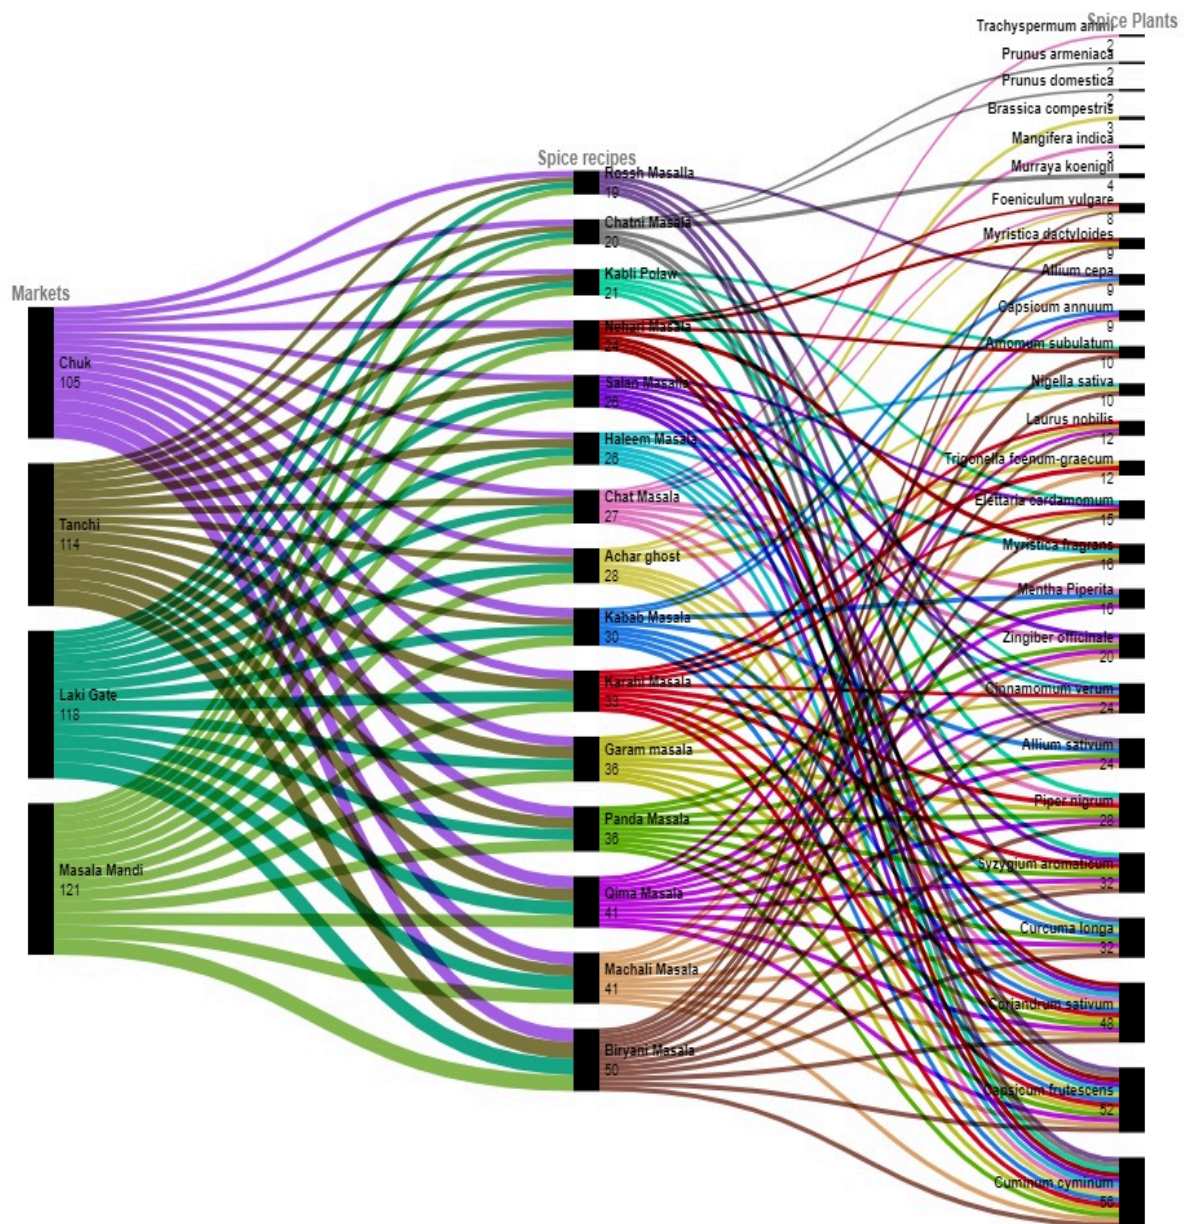 Markets
Chuk
105
Tanchi
114
Laki Gate
118
Masala Mandi
121
Spice recipes
Rossh Masalla
19
Chatni Masala
20
Kabli Polaw
21
Nehari Masala
24
Salan Masalla
26
Haleem Masala
26
Chat Masala
27
Achar ghost
28
Kabab Masala
30
Karahi Masala
33
Garam masala
36
Panda Masala
36
Qima Masala
41
Machali Masala
41
Biryani Masala
50
Spice Plants
Trachyspermum ammi
2
Prunus armeniaca
2
Prunus domestica
2
Brassica compestris
3
Mangifera indica
3
Murraya koenigii
4
Foeniculum vulgare
8
Myristica dactyloides
9
Allium cepa
9
Capsicum annuum
9
Amomum subulatum
10
Nigella sativa
10
Laurus nobilis
12
Trigonella foenum-graecum
12
Elettaria cardamomum
15
Myristica fragrans
16
Mentha Piperita
16
Zingiber officinale
20
Cinnamomum verum
24
Allium sativum
24
Piper nigrum
28
Syzygium aromaticum
32
Curcuma longa
32
Coriandrum sativum
48
Capsicum frutescens
52
Cuminum cyminum
56